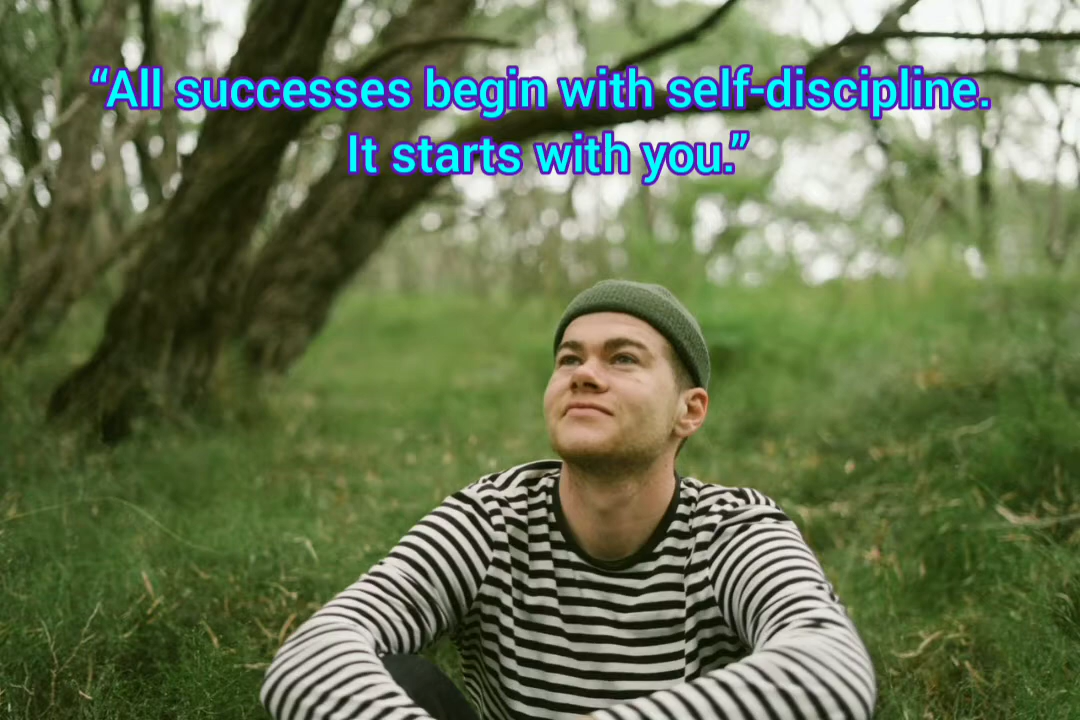 “All successes begin with self-discipline.
It starts with you.”